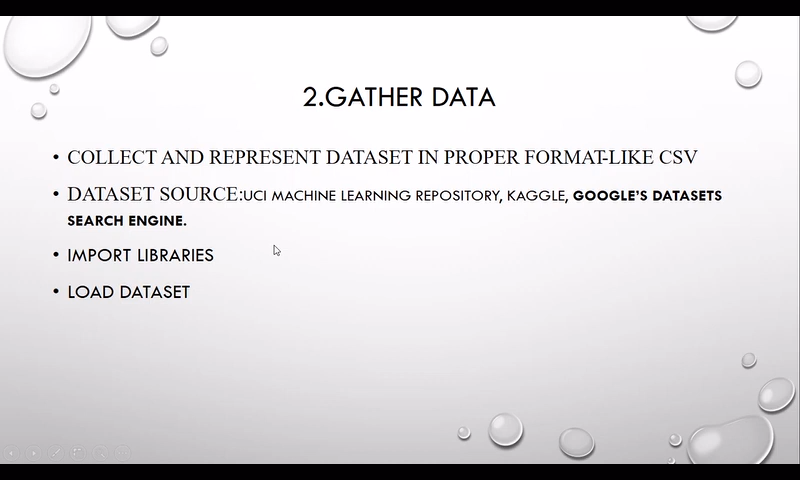 2.GATHER DATA
• COLLECT AND REPRESENT DATASET IN PROPER FORMAT-LIKE CSV
• DATASET SOURCE:UCI MACHINE LEARNING REPOSITORY, KAGGLE, GOOGLE'S DATASETS
SEARCH ENGINE.
• IMPORT LIBRARIES
• LOAD DATASET